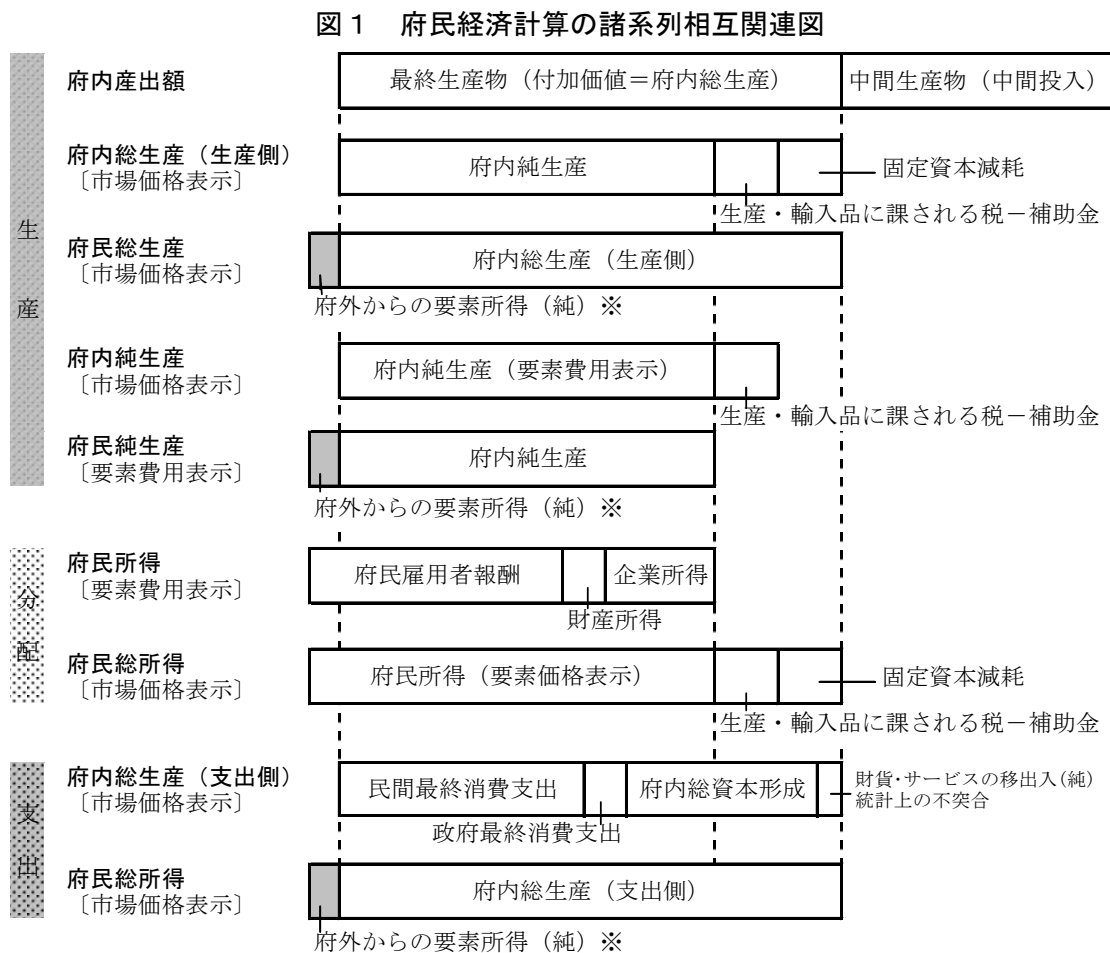 図１　府民経済計算の諸系列相互関連図
生産
府内産出額
最終生産物（付加価値＝府内総生産）
中間生産物（中間投入）
府内総生産（生産側）
〔市場価格表示〕
府内純生産
固定資本減耗
生産・輸入品に課される税－補助金
府民総生産
〔市場価格表示〕
府内総生産（生産側）
府外からの要素所得（純）※
府内純生産
〔市場価格表示〕
府内純生産（要素費用表示）
生産・輸入品に課される税－補助金
府民純生産
〔要素費用表示〕
府内純生産
府外からの要素所得（純）※
分配
府民所得
〔要素費用表示〕
府民雇用者報酬
企業所得
財産所得
府民総所得
〔市場価格表示〕
府民所得（要素価格表示）
固定資本減耗
生産・輸入品に課される税－補助金
支出
府内総生産（支出側）
〔市場価格表示〕
民間最終消費支出
府内総資本形成
財貨・サービスの移出入（純）
統計上の不突合
政府最終消費支出
府民総所得
〔市場価格表示〕
府内総生産（支出側）
府外からの要素所得（純）※